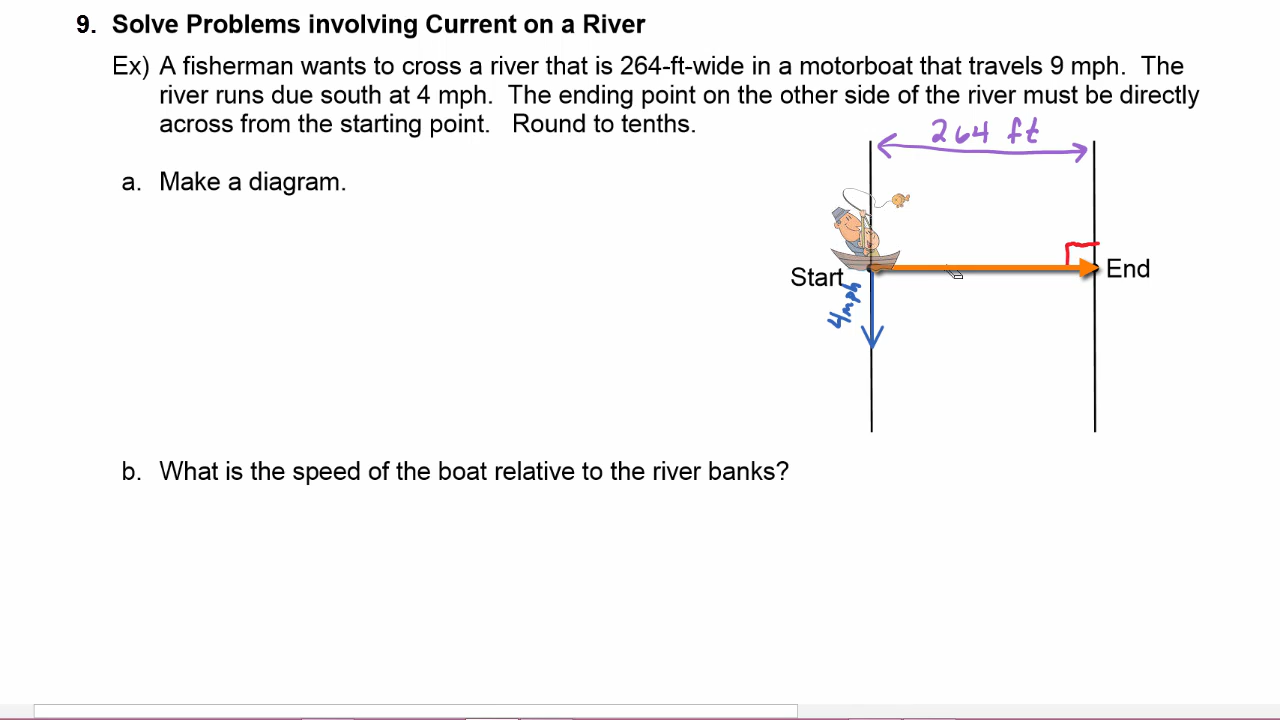 9. Solve Problems involving Current on a River
Ex) A fisherman wants to cross a river that is 264-ft-wide in a motorboat that travels 9 mph. The
river runs due south at 4 mph. The ending point on the other side of the river must be directly
across from the starting point. Round to tenths.
264 ft
a. Make a diagram.
Start
End
4mph
b. What is the speed of the boat relative to the river banks?